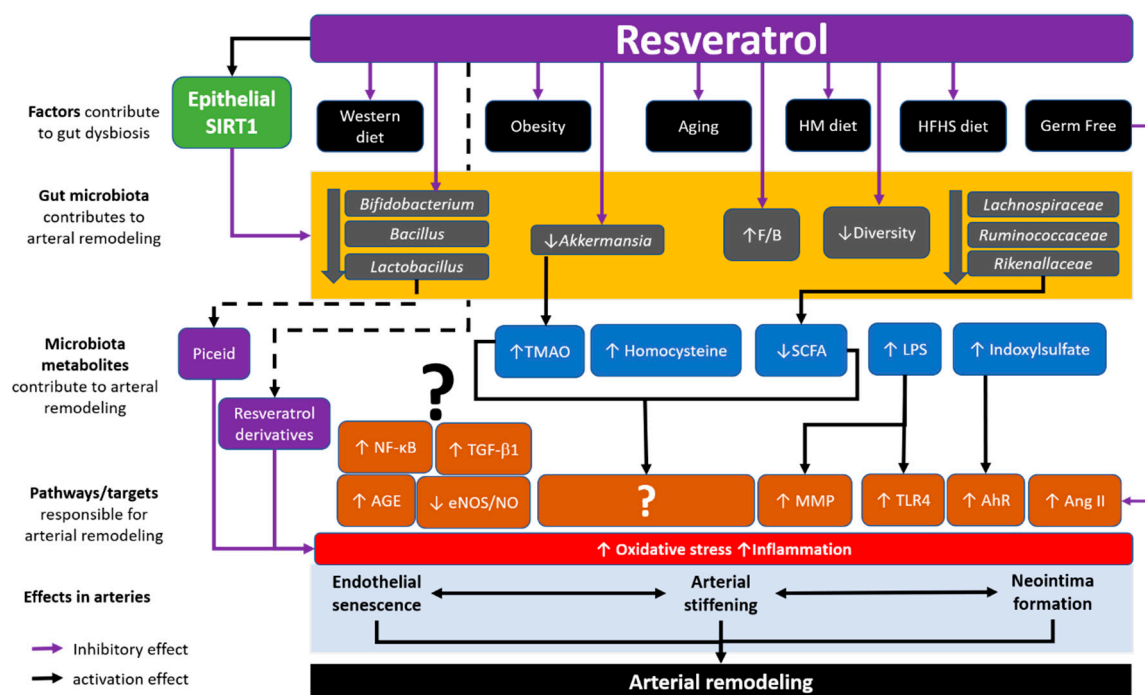 Resveratrol
Epithelial
SIRT1
Factors contribute
to gut dysbiosis
Western
diet
Obesity
Aging
HM diet
HFHS diet
Germ Free
Gut microbiota
contributes to
arteral remodeling
Bifidobacterium
Bacillus
Lactobacillus
↓Akkermansia
↑F/B
↓Diversity
Lachnospiraceae
Ruminococcaceae
Rikenallaceae
Microbiota
metabolites
contribute to arteral
remodeling
Piceid
Resveratrol
derivatives
↑TMAO
↑ Homocysteine
↓SCFA
↑ LPS
↑ Indoxylsulfate
?
↑ NF-κB
↑ TGF-β1
↑ AGE
↓ eNOS/NO
?
↑ MMP
↑ TLR4
↑ AhR
↑ Ang II
Pathways/targets
responsible for
arterial remodeling
↑ Oxidative stress ↑Inflammation
Effects in arteries
Endothelial
senescence
Arterial
stiffening
Neointima
formation
Inhibitory effect
activation effect
Arterial remodeling